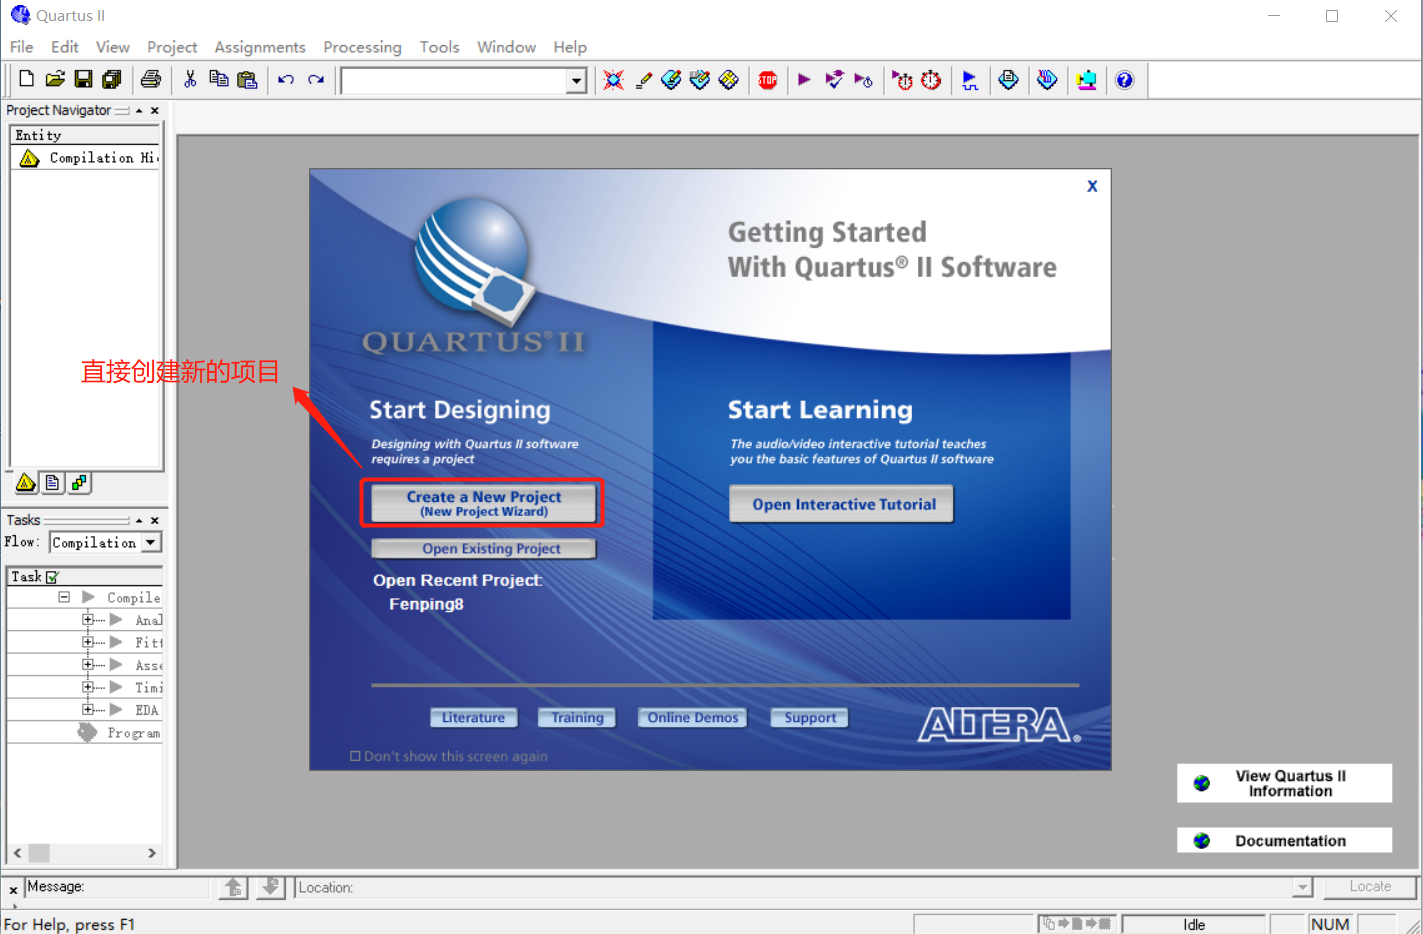 Quartus II
File Edit View Project Assignments Processing Tools Window Help
STOP
Project Navigator
Entity
Compilation Hi
X
Getting Started
With Quartus® II Software
QUARTUS® II
直接创建新的项目
Start Designing
Designing with Quartus II software
requires a project
Create a New Project
(New Project Wizard)
Open Existing Project
Open Recent Project:
Fenping8
Start Learning
The audio/video interactive tutorial teaches
you the basic features of Quartus II software
Open Interactive Tutorial
Literature Training Online Demos Support
ALTERA®
Don't show this screen again
Tasks
Flow: Compilation
Task
Compile
Anal
Fitt
Asse
Timi
EDA
Program
View Quartus II
Information
Documentation
Message:
Location:
Locate
For Help, press F1
Idle
NUM